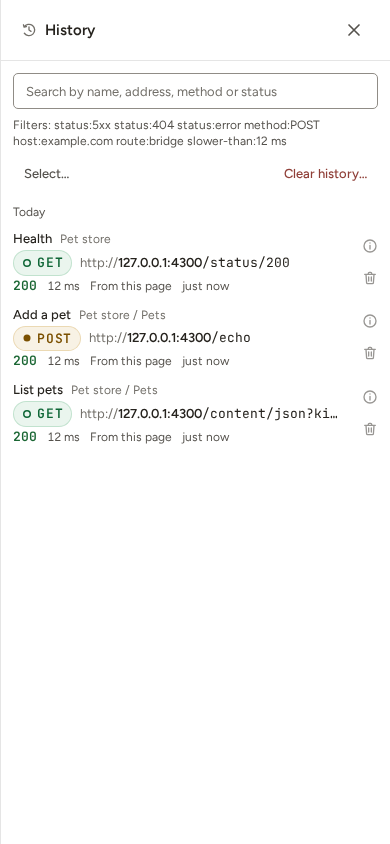 History
Search by name, address, method or status
Filters: status:5xx status:404 status:error method:POST
host:example.com route:bridge slower-than:12 ms
Select... Clear history...
Today
Health Pet store
GET http://127.0.0.1:4300/status/200
200 12 ms From this page just now
Add a pet Pet store / Pets
POST http://127.0.0.1:4300/echo
200 12 ms From this page just now
List pets Pet store / Pets
GET http://127.0.0.1:4300/content/json?ki…
200 12 ms From this page just now